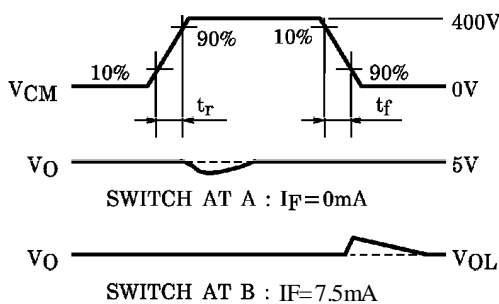 400V
90% 10%
10% 90%
VCM 0V
tr tf
VO 5V
SWITCH AT A : IF=0mA
VO VOL
SWITCH AT B : IF=7.5mA